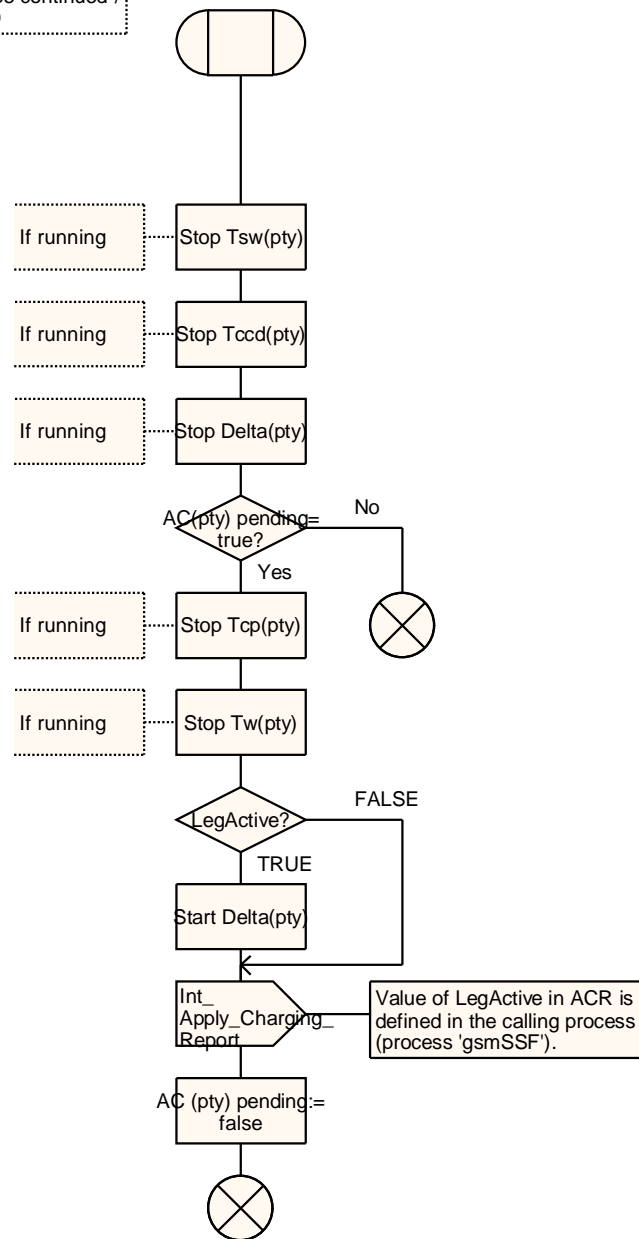 continued
If running
Stop Tsw(pty)
If running
Stop Tccd(pty)
If running
Stop Delta(pty)
AC(pty) pending=
true?
No
Yes
If running
Stop Tcp(pty)
If running
Stop Tw(pty)
LegActive?
FALSE
TRUE
Start Delta(pty)
Int_
Apply_Charging_
Report
Value of LegActive in ACR is
defined in the calling process
(process 'gsmSSF').
AC (pty) pending:=
false